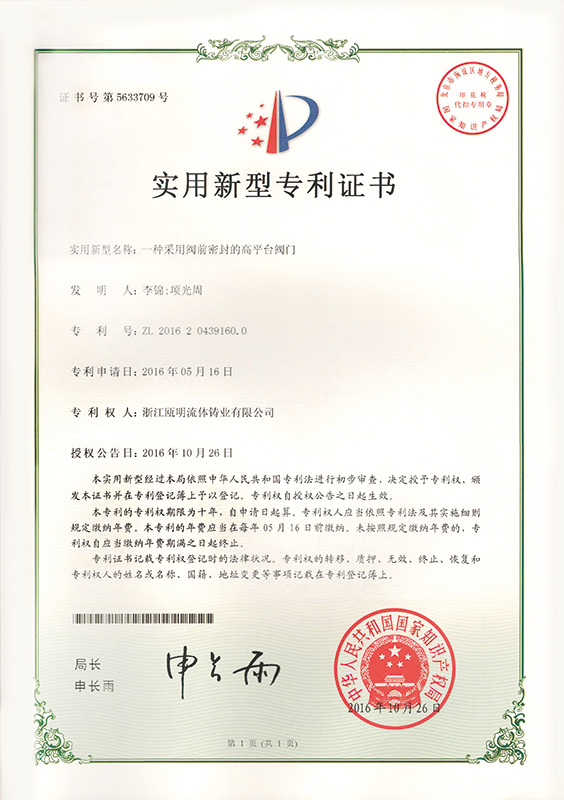 证书号第5633709号
北京市海淀区地方税务局
印花税
代扣专用章
国家知识产权局
实用新型专利证书
实用新型名称：一种采用阀前密封的高平台阀门
发明人：李锦;项光周
专利号：ZL 2016 2 0439160.0
专利申请日：2016年05月16日
专利权人：浙江瓯明流体铸业有限公司
授权公告日：2016年10月26日
本实用新型经过本局依照中华人民共和国专利法进行初步审查，决定授予专利权，颁
发本证书并在专利登记簿上予以登记。专利权自授权公告之日起生效。
本专利的专利权期限为十年，自申请日起算。专利权人应当依照专利法及其实施细则
规定缴纳年费。本专利的年费应当在每年05月16日前缴纳。未按照规定缴纳年费的，专
利权自应当缴纳年费期满之日起终止。
专利证书记载专利权登记时的法律状况。专利权的转移、质押、无效、终止、恢复和
专利权人的姓名或名称、国籍、地址变更等事项记载在专利登记簿上。
局长
申长雨
申长雨
中华人民共和国国家知识产权局
2016年10月26日
第1页(共1页)